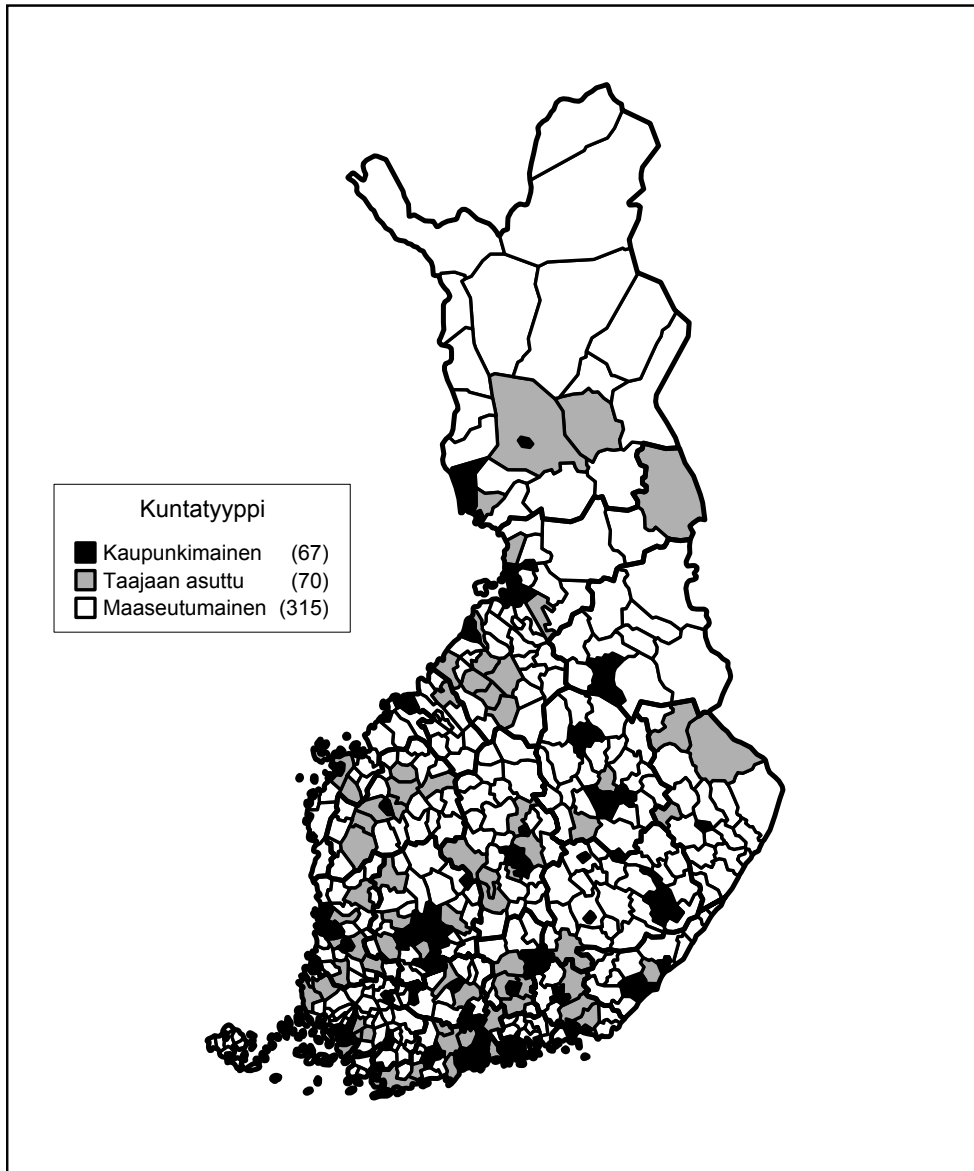 Kuntatyyppi
Kaupunkimainen (67)
Taajaan asuttu (70)
Maaseutumainen (315)